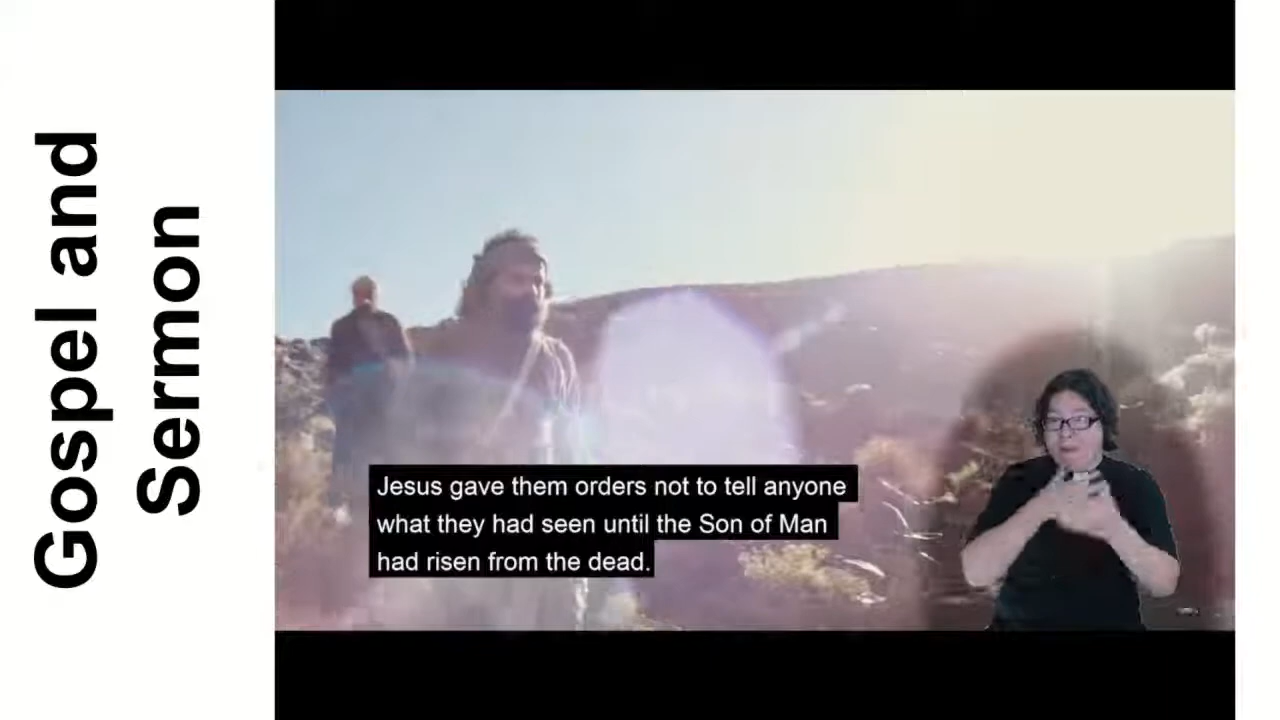 Gospel and
Sermon
Jesus gave them orders not to tell anyone
what they had seen until the Son of Man
had risen from the dead.